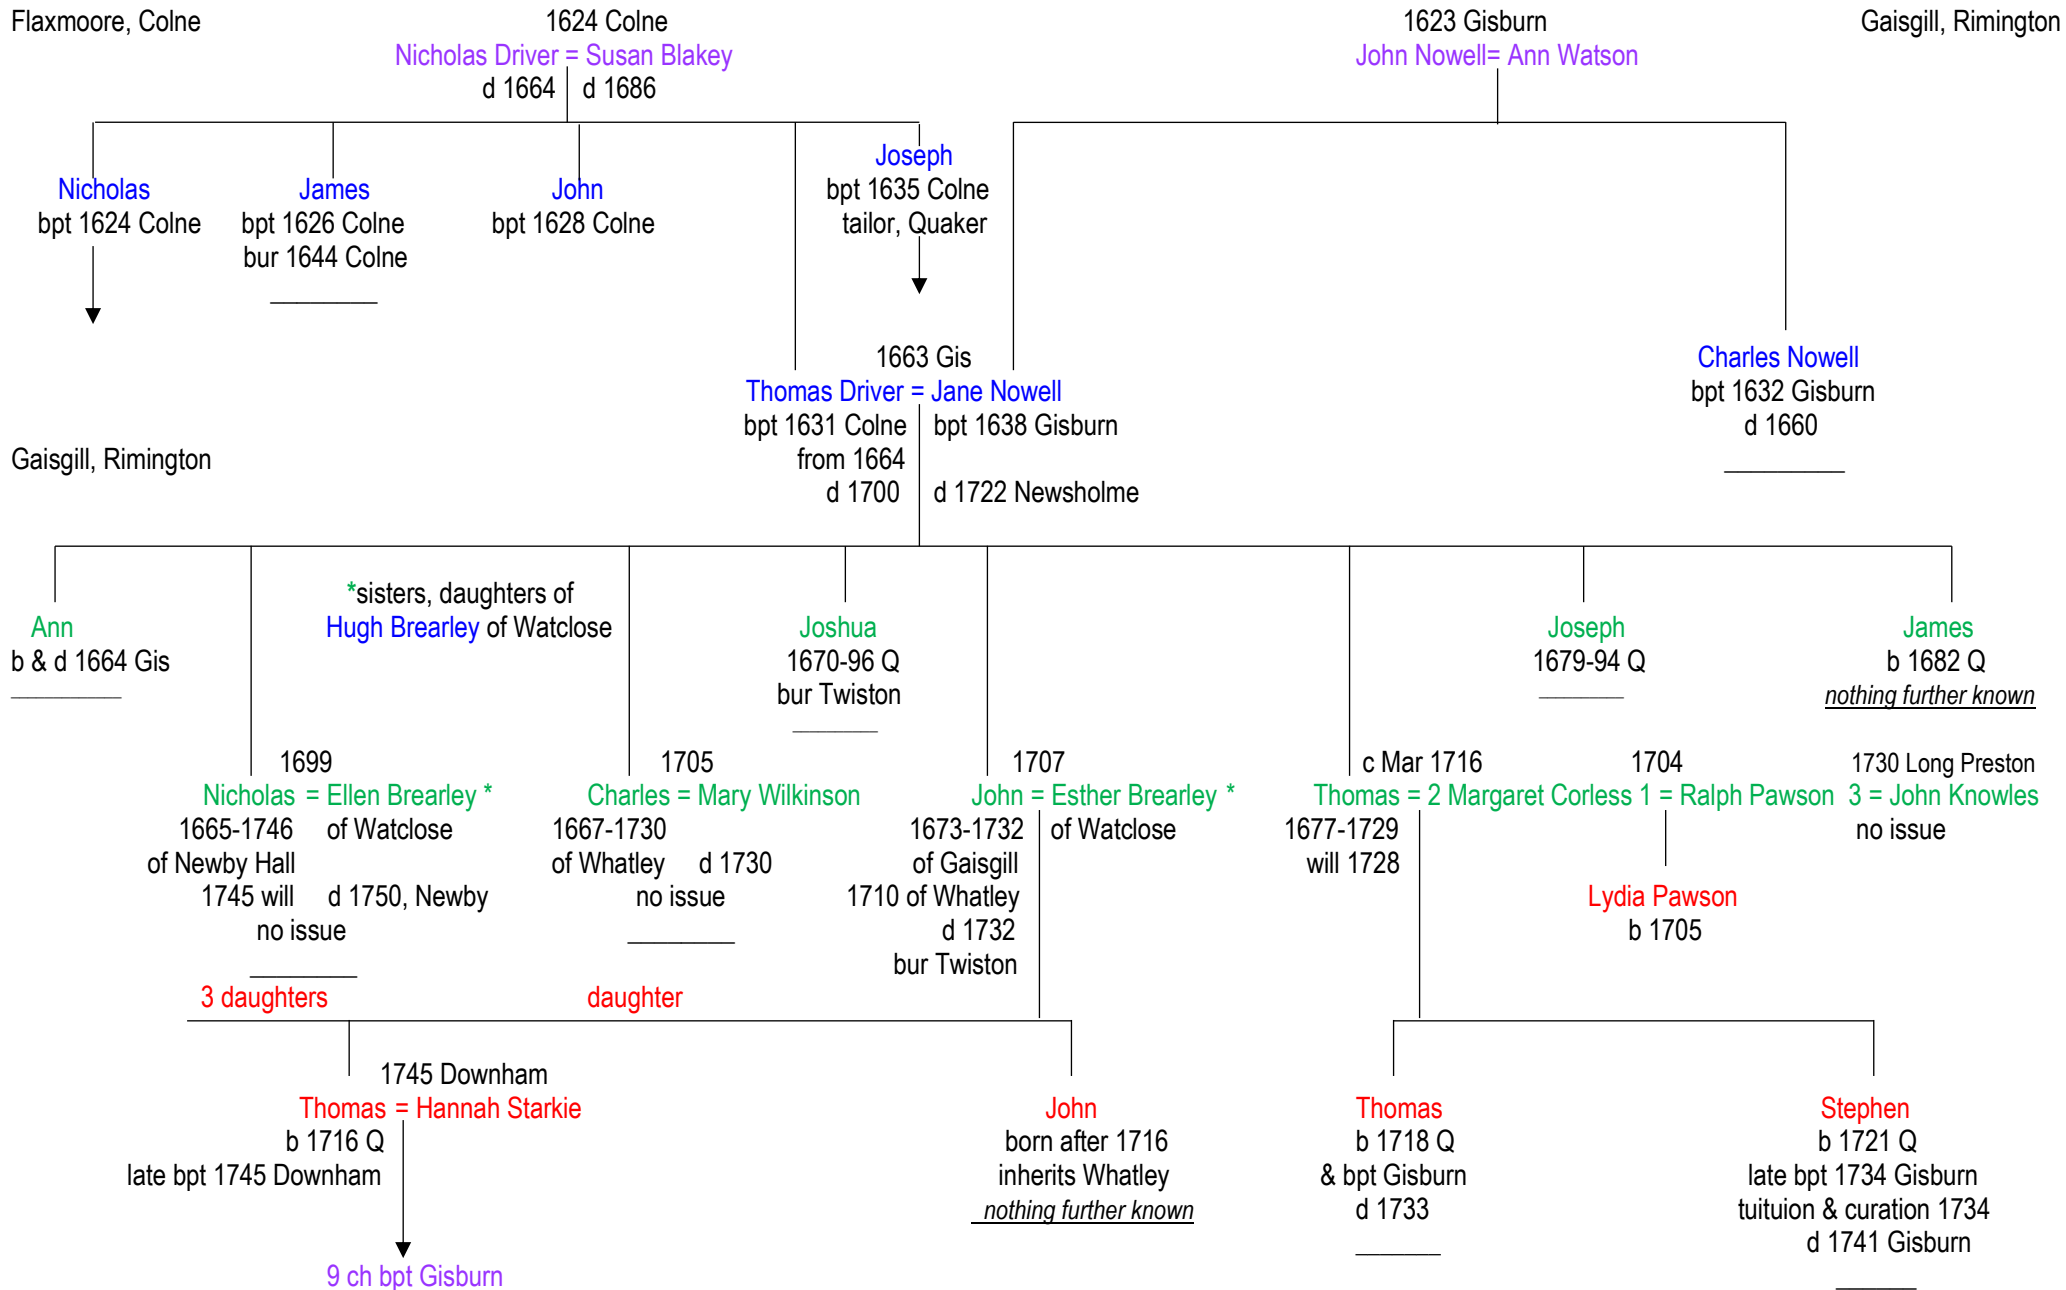 Flaxmoore, Colne
1624 Colne
Nicholas Driver = Susan Blakey
d 1664
d 1686
1623 Gisburn
John Nowell= Ann Watson
Gaisgill, Rimington
Nicholas
bpt 1624 Colne
James
bpt 1626 Colne
bur 1644 Colne
John
bpt 1628 Colne
Joseph
bpt 1635 Colne
tailor, Quaker
1663 Gis
Thomas Driver = Jane Nowell
bpt 1631 Colne
from 1664
d 1700
bpt 1638 Gisburn
d 1722 Newsholme
Charles Nowell
bpt 1632 Gisburn
d 1660
Gaisgill, Rimington
Ann
b & d 1664 Gis
*sisters, daughters of
Hugh Brearley of Watclose
Joshua
1670-96 Q
bur Twiston
Joseph
1679-94 Q
James
b 1682 Q
nothing further known
1699
Nicholas = Ellen Brearley *
1665-1746
of Newby Hall
1745 will
no issue
of Watclose
d 1750, Newby
1705
Charles = Mary Wilkinson
1667-1730
of Whatley
d 1730
no issue
1707
John = Esther Brearley *
1673-1732
of Gaisgill
1710 of Whatley
d 1732
bur Twiston
of Watclose
c Mar 1716
1704
1730 Long Preston
Thomas = 2 Margaret Corless 1 = Ralph Pawson 3 = John Knowles
1677-1729
will 1728
no issue
Lydia Pawson
b 1705
3 daughters
daughter
1745 Downham
Thomas = Hannah Starkie
b 1716 Q
late bpt 1745 Downham
9 ch bpt Gisburn
John
born after 1716
inherits Whatley
nothing further known
Thomas
b 1718 Q
& bpt Gisburn
d 1733
Stephen
b 1721 Q
late bpt 1734 Gisburn
tuituion & curation 1734
d 1741 Gisburn